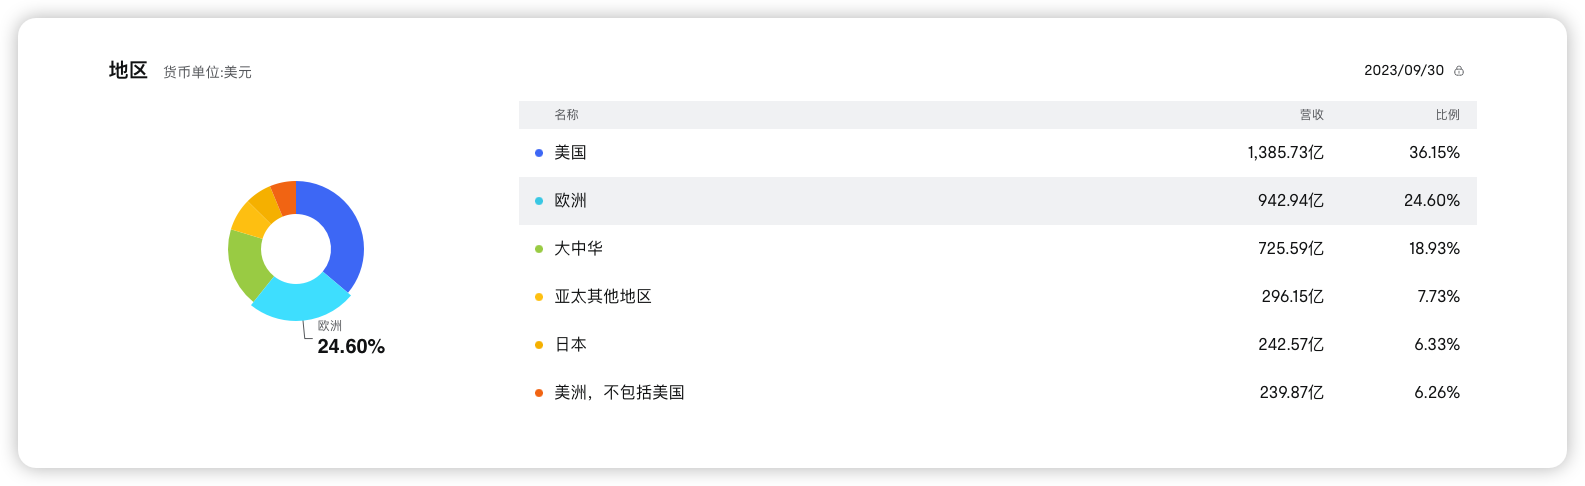 地区 货币单位:美元 2023/09/30
名称 营收 比例
美国 1,385.73亿 36.15%
欧洲 942.94亿 24.60%
大中华 725.59亿 18.93%
亚太其他地区 296.15亿 7.73%
日本 242.57亿 6.33%
美洲，不包括美国 239.87亿 6.26%
欧洲
24.60%